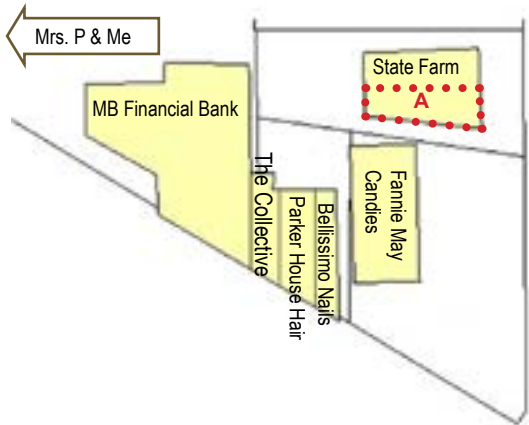 Mrs. P & Me
State Farm
A
MB Financial Bank
The Collective
Parker House Hair
Bellissimo Nails
Fannie May
Candies